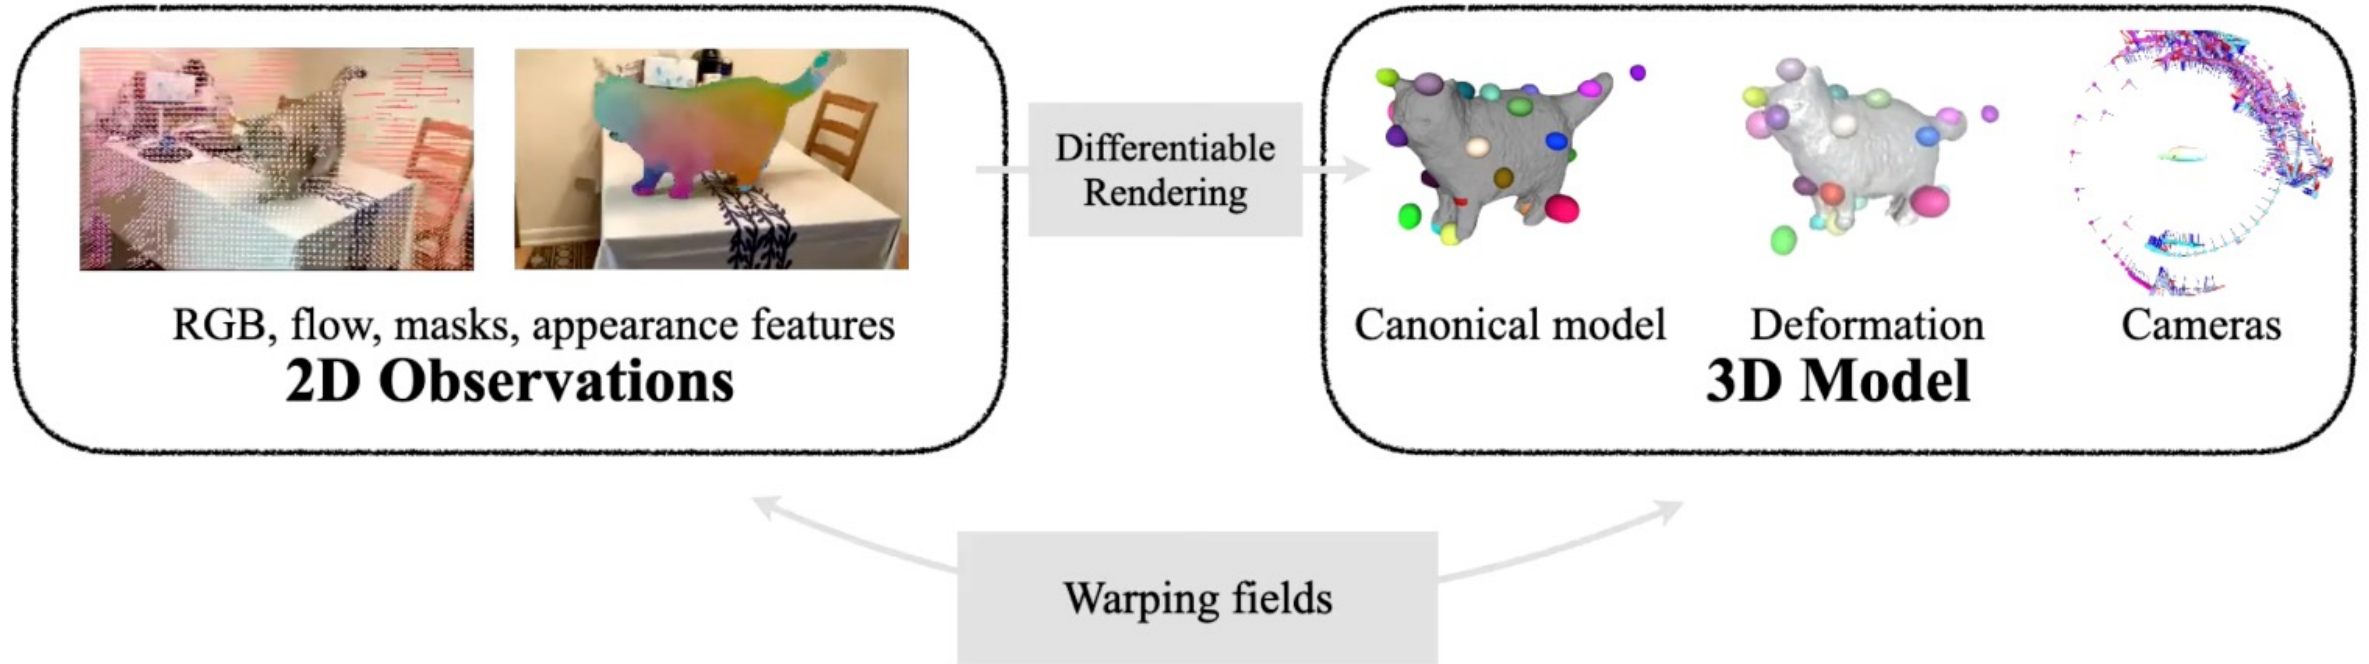 RGB, flow, masks, appearance features
2D Observations
Differentiable
Rendering
Canonical model
Deformation
Cameras
3D Model
Warping fields